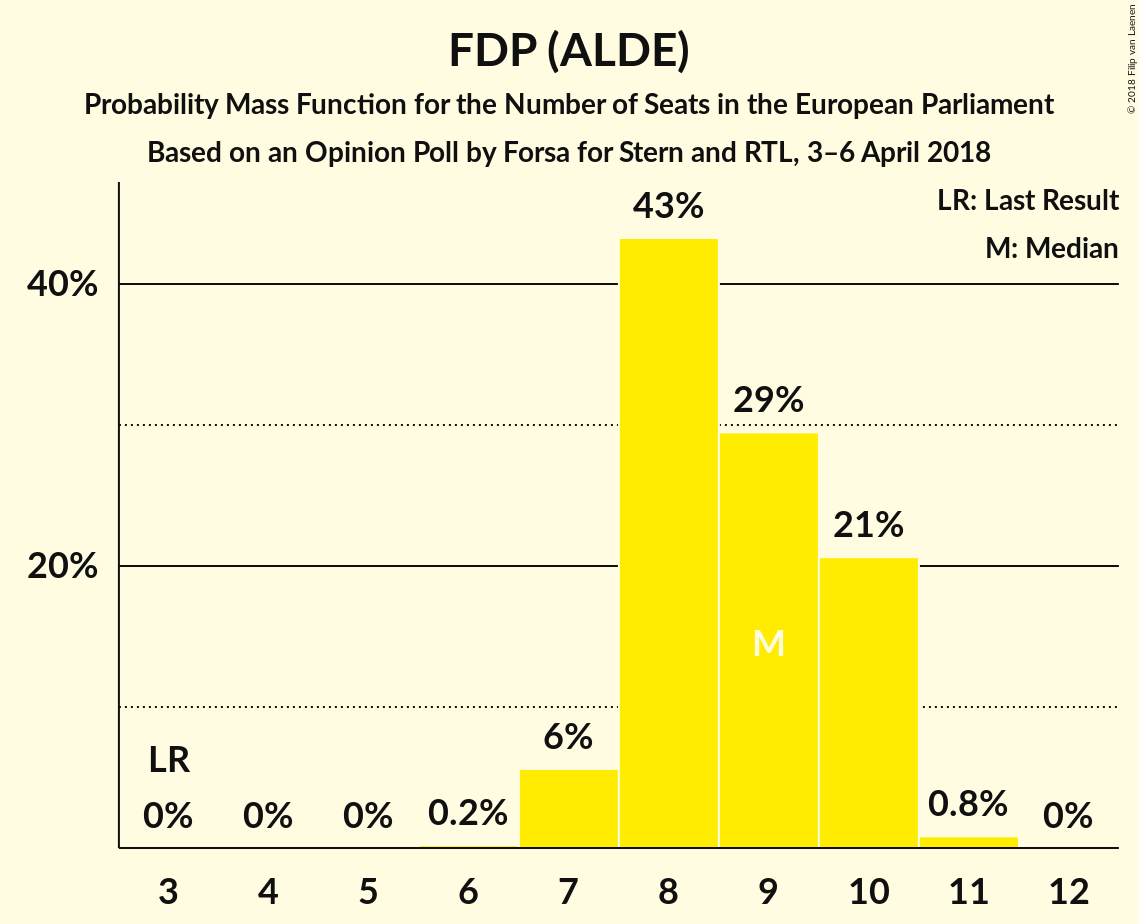 FDP (ALDE)
Probability Mass Function for the Number of Seats in the European Parliament
Based on an Opinion Poll by Forsa for Stern and RTL, 3–6 April 2018
© 2018 Filip van Laenen
LR: Last Result
M: Median
43%
40%
29%
21%
20%
M
6%
LR
0% 0% 0% 0.2% 0.8% 0%
3 4 5 6 7 8 9 10 11 12